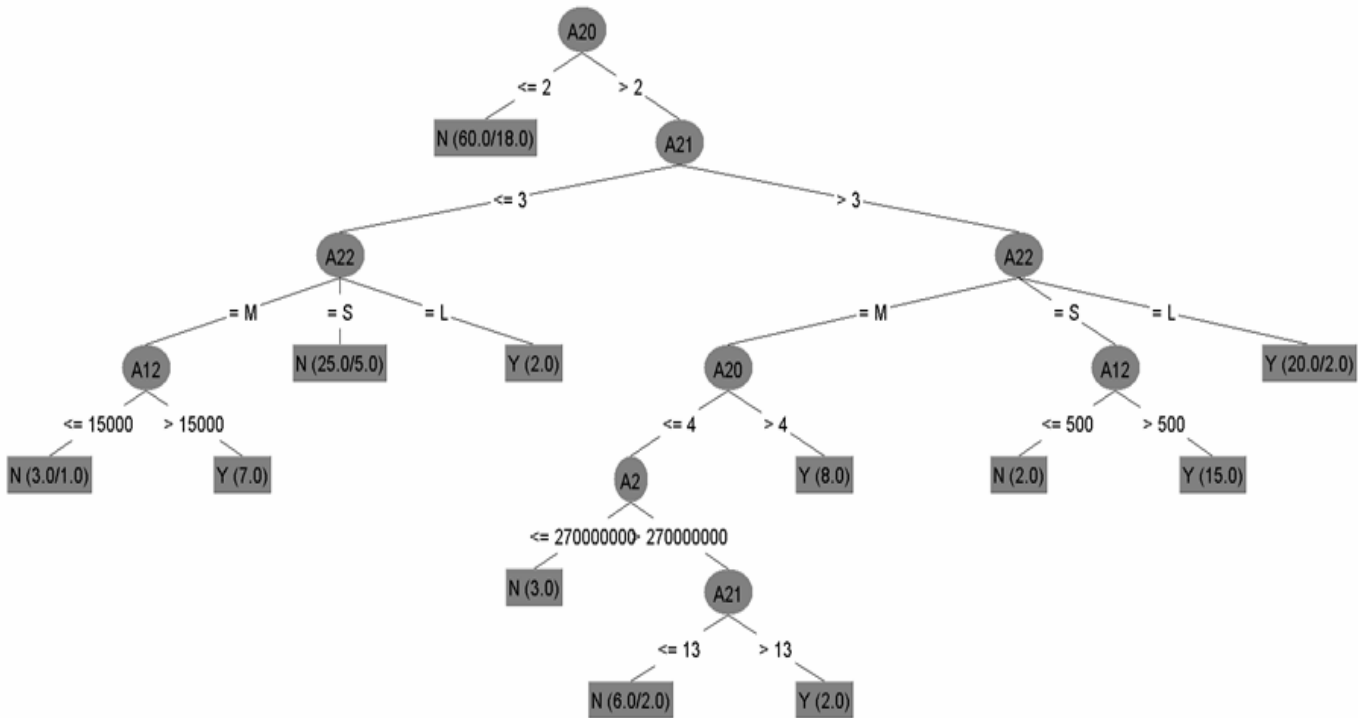 A20
<= 2
> 2
N (60.0/18.0)
A21
<= 3
> 3
A22
A22
= M
= S
= L
= M
= S
= L
A12
N (25.0/5.0)
Y (2.0)
A20
A12
Y (20.0/2.0)
<= 15000
> 15000
<= 4
> 4
<= 500
> 500
N (3.0/1.0)
Y (7.0)
A2
Y (8.0)
N (2.0)
Y (15.0)
<= 270000000
> 270000000
N (3.0)
A21
<= 13
> 13
N (6.0/2.0)
Y (2.0)